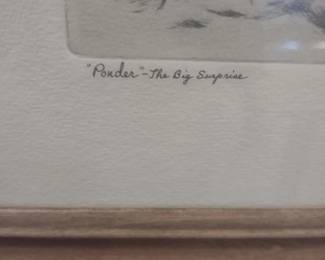 "Ponder" - The Big Surprise